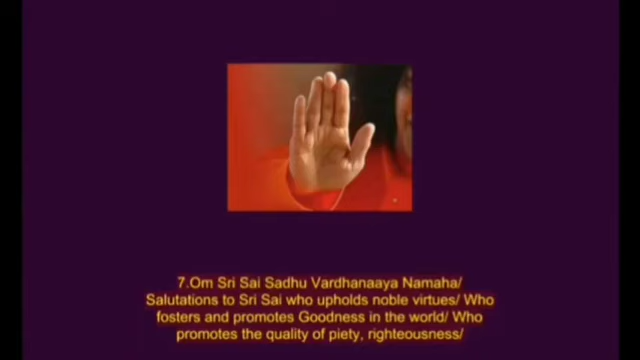 7.Om Sri Sai Sadhu Vardhanaaya Namaha/
Salutations to Sri Sai who upholds noble virtues/ Who
fosters and promotes Goodness in the world/ Who
promotes the quality of piety, righteousness/